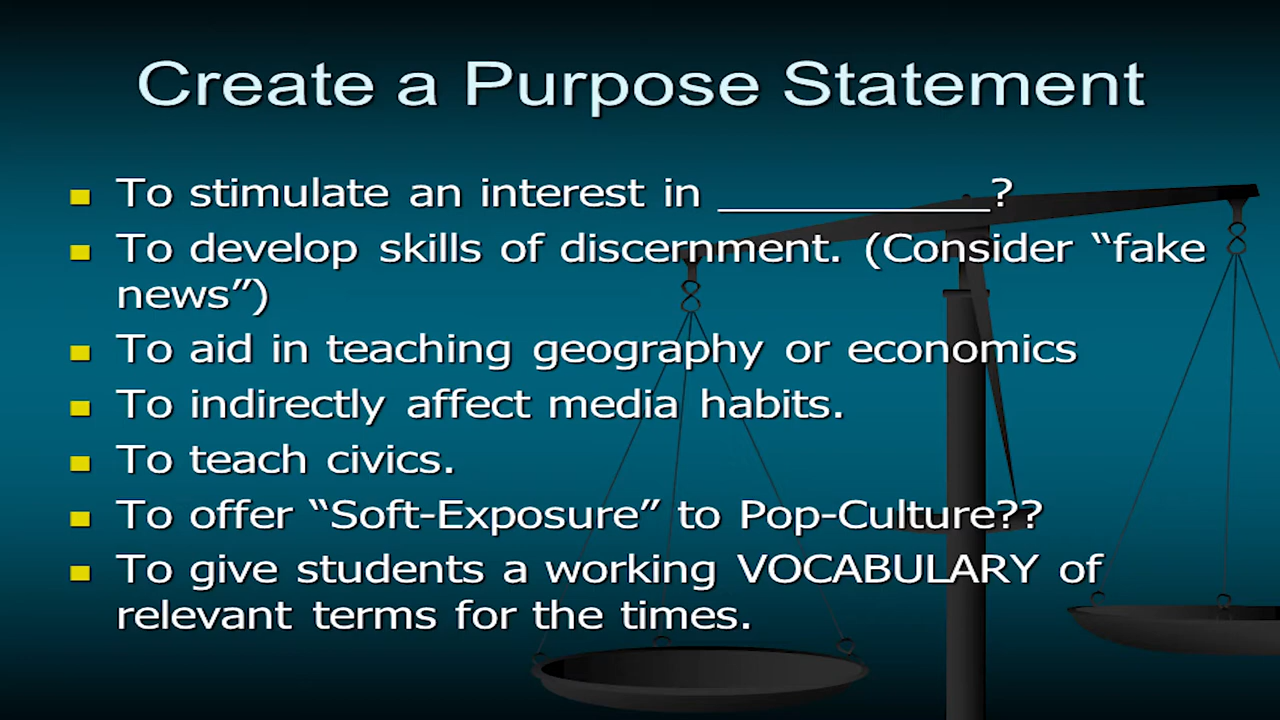 Create a Purpose Statement
To stimulate an interest in ___________?
To develop skills of discernment. (Consider “fake
news”)
To aid in teaching geography or economics
To indirectly affect media habits.
To teach civics.
To offer “Soft-Exposure” to Pop-Culture??
To give students a working VOCABULARY of
relevant terms for the times.